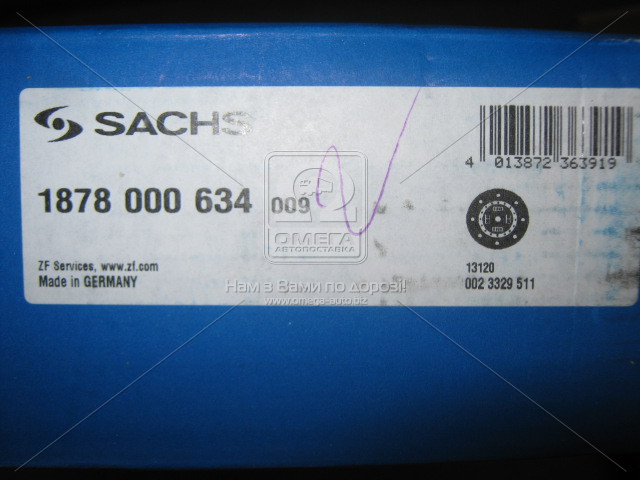 SACHS
4 013872 363919
1878 000 634 009
ОМЕГА
АВТОПОСТАВКА
13120
ZF Services, www.zf.com
Made in GERMANY
002 3329 511
Нам з Вами по дорозі!
www.omega-auto.biz